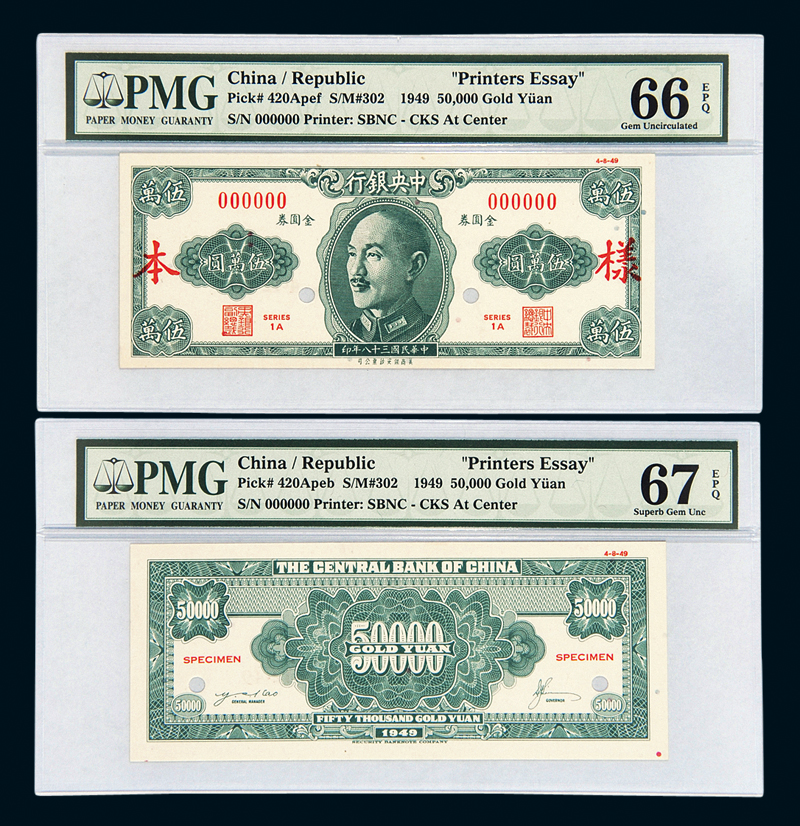 PMG
PAPER MONEY GUARANTY
China / Republic "Printers Essay"
Pick# 420Apef S/M#302 1949 50,000 Gold Yüan
S/N 000000 Printer: SBNC - CKS At Center
66 EPQ
Gem Uncirculated
4-8-49
行銀央中
萬伍 萬伍
000000 000000
券圓金 券圓金
本 樣
圓萬伍 圓萬伍
SERIES 1A SERIES 1A
萬伍 萬伍
印年八十三國民華中
PMG
PAPER MONEY GUARANTY
China / Republic "Printers Essay"
Pick# 420Apeb S/M#302 1949 50,000 Gold Yüan
S/N 000000 Printer: SBNC - CKS At Center
67 EPQ
Superb Gem Unc
4-8-49
THE CENTRAL BANK OF CHINA
50000 50000
50000
GOLD YUAN
SPECIMEN SPECIMEN
GENERAL MANAGER GOVERNOR
50000 50000
FIFTY THOUSAND GOLD YUAN
1949
SECURITY BANKNOTE COMPANY